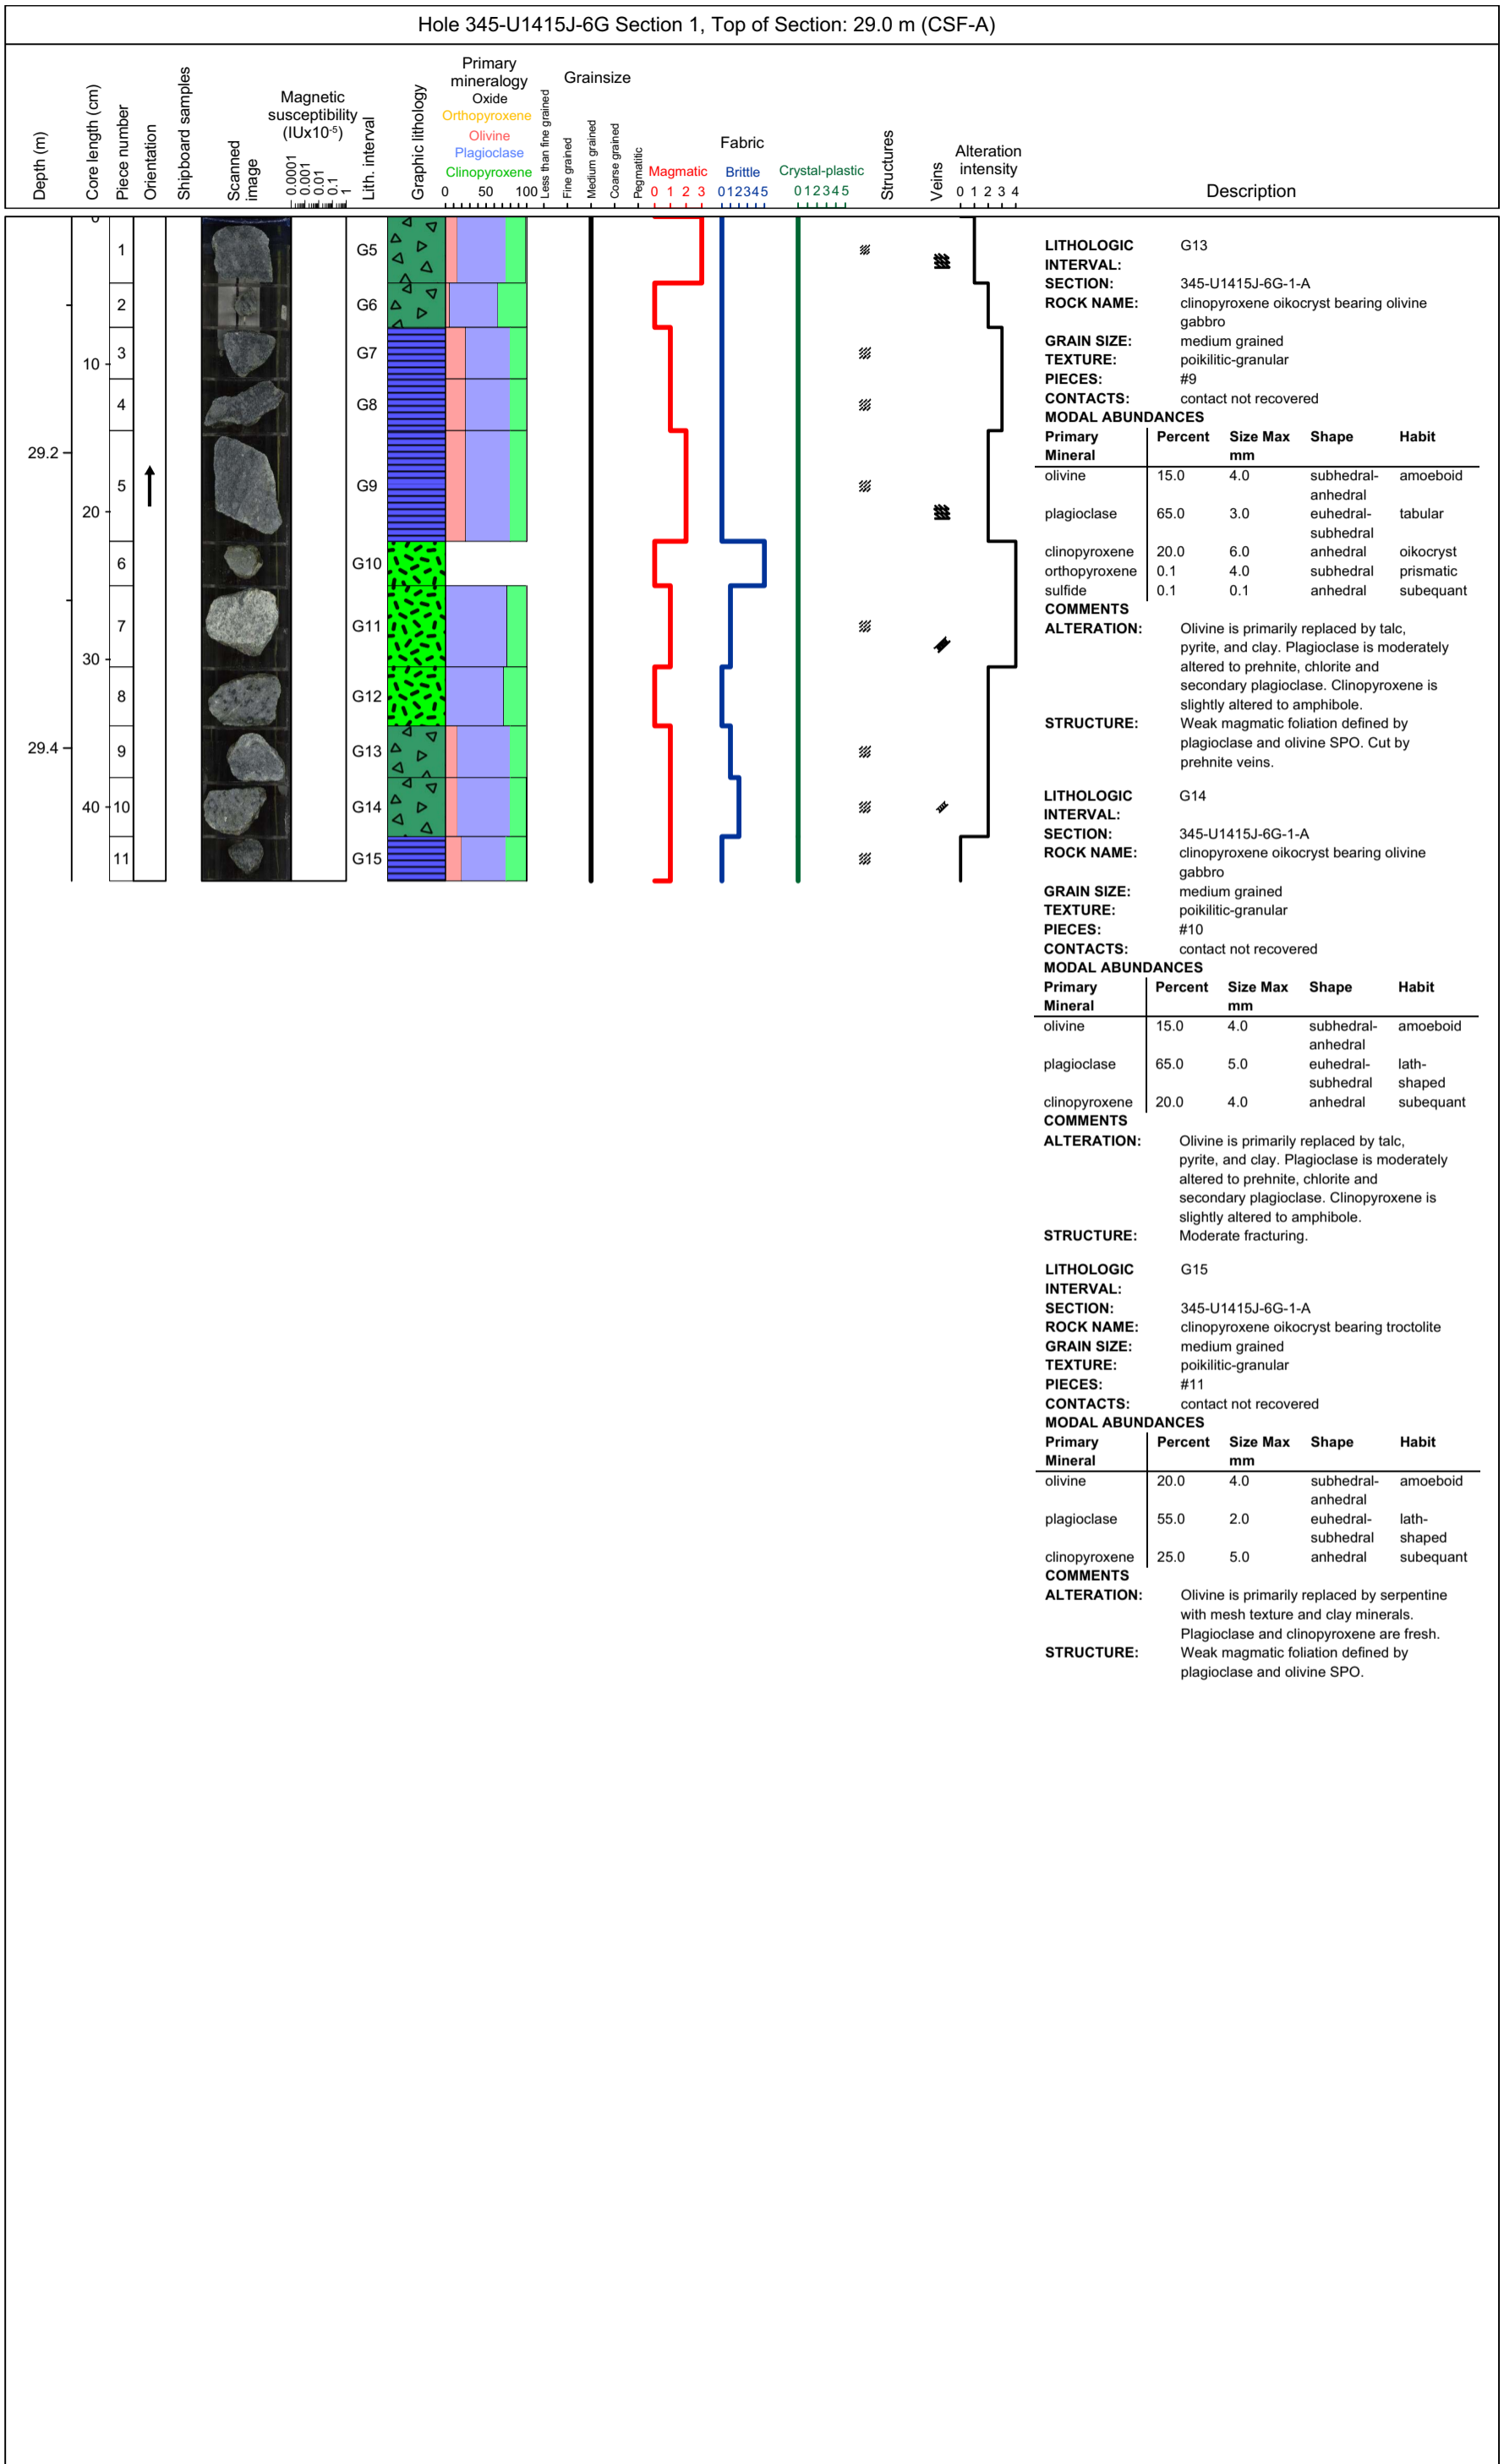 Hole 345-U1415J-6G Section 1, Top of Section: 29.0 m (CSF-A)
Depth (m)
Core length (cm)
Piece number
Orientation
Shipboard samples
Scanned
image
Magnetic
susceptibility
(IUx10-5)
0.0001
0.001
0.01
0.1
1
Lith. interval
Graphic lithology
Primary
mineralogy
Oxide
Orthopyroxene
Olivine
Plagioclase
Clinopyroxene
0 50 100
Grainsize
Less than fine grained
Fine grained
Medium grained
Coarse grained
Pegmatitic
Fabric
Magmatic
0 1 2 3
Brittle
0 1 2 3 4 5
Crystal-plastic
0 1 2 3 4 5
Structures
Veins
Alteration
intensity
0 1 2 3 4
Description
0
1 G5
2 G6
3 G7
10
4 G8
29.2
5 G9
20
6 G10
7 G11
30
8 G12
29.4
9 G13
40 10 G14
11 G15
LITHOLOGIC G13
INTERVAL:
SECTION: 345-U1415J-6G-1-A
ROCK NAME: clinopyroxene oikocryst bearing olivine
gabbro
GRAIN SIZE: medium grained
TEXTURE: poikilitic-granular
PIECES: #9
CONTACTS: contact not recovered
MODAL ABUNDANCES
Primary Percent Size Max Shape Habit
Mineral mm
olivine 15.0 4.0 subhedral- amoeboid
anhedral
plagioclase 65.0 3.0 euhedral- tabular
subhedral
clinopyroxene 20.0 6.0 anhedral oikocryst
orthopyroxene 0.1 4.0 subhedral prismatic
sulfide 0.1 0.1 anhedral subequant
COMMENTS
ALTERATION: Olivine is primarily replaced by talc,
pyrite, and clay. Plagioclase is moderately
altered to prehnite, chlorite and
secondary plagioclase. Clinopyroxene is
slightly altered to amphibole.
STRUCTURE: Weak magmatic foliation defined by
plagioclase and olivine SPO. Cut by
prehnite veins.
LITHOLOGIC G14
INTERVAL:
SECTION: 345-U1415J-6G-1-A
ROCK NAME: clinopyroxene oikocryst bearing olivine
gabbro
GRAIN SIZE: medium grained
TEXTURE: poikilitic-granular
PIECES: #10
CONTACTS: contact not recovered
MODAL ABUNDANCES
Primary Percent Size Max Shape Habit
Mineral mm
olivine 15.0 4.0 subhedral- amoeboid
anhedral
plagioclase 65.0 5.0 euhedral- lath-
subhedral shaped
clinopyroxene 20.0 4.0 anhedral subequant
COMMENTS
ALTERATION: Olivine is primarily replaced by talc,
pyrite, and clay. Plagioclase is moderately
altered to prehnite, chlorite and
secondary plagioclase. Clinopyroxene is
slightly altered to amphibole.
STRUCTURE: Moderate fracturing.
LITHOLOGIC G15
INTERVAL:
SECTION: 345-U1415J-6G-1-A
ROCK NAME: clinopyroxene oikocryst bearing troctolite
GRAIN SIZE: medium grained
TEXTURE: poikilitic-granular
PIECES: #11
CONTACTS: contact not recovered
MODAL ABUNDANCES
Primary Percent Size Max Shape Habit
Mineral mm
olivine 20.0 4.0 subhedral- amoeboid
anhedral
plagioclase 55.0 2.0 euhedral- lath-
subhedral shaped
clinopyroxene 25.0 5.0 anhedral subequant
COMMENTS
ALTERATION: Olivine is primarily replaced by serpentine
with mesh texture and clay minerals.
Plagioclase and clinopyroxene are fresh.
STRUCTURE: Weak magmatic foliation defined by
plagioclase and olivine SPO.